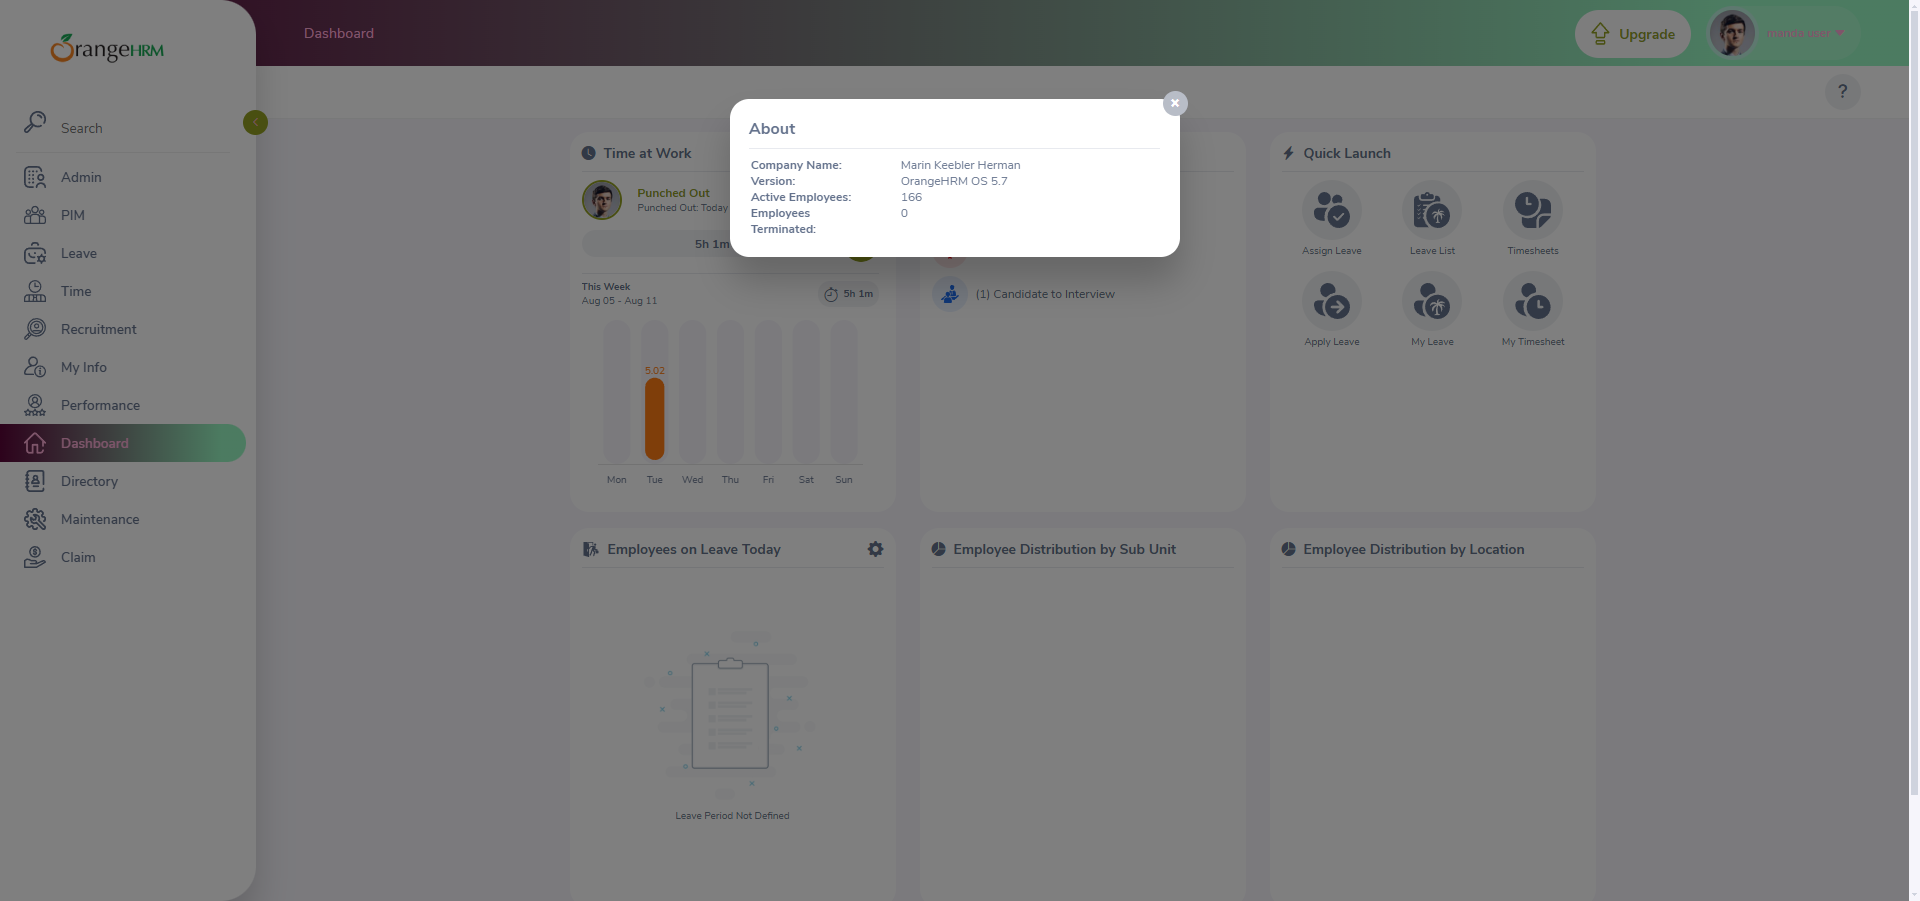 OrangeHRM
Dashboard
Upgrade
manda user
Search
?
Admin
PIM
Leave
Time
Recruitment
My Info
Performance
Dashboard
Directory
Maintenance
Claim
About
Company Name: Marin Keebler Herman
Version: OrangeHRM OS 5.7
Active Employees: 166
Employees Terminated: 0
Time at Work
Punched Out
Punched Out: Today
5h 1m
This Week
Aug 05 - Aug 11
5h 1m
5.02
Mon Tue Wed Thu Fri Sat Sun
(1) Candidate to Interview
Quick Launch
Assign Leave
Leave List
Timesheets
Apply Leave
My Leave
My Timesheet
Employees on Leave Today
Leave Period Not Defined
Employee Distribution by Sub Unit
Employee Distribution by Location